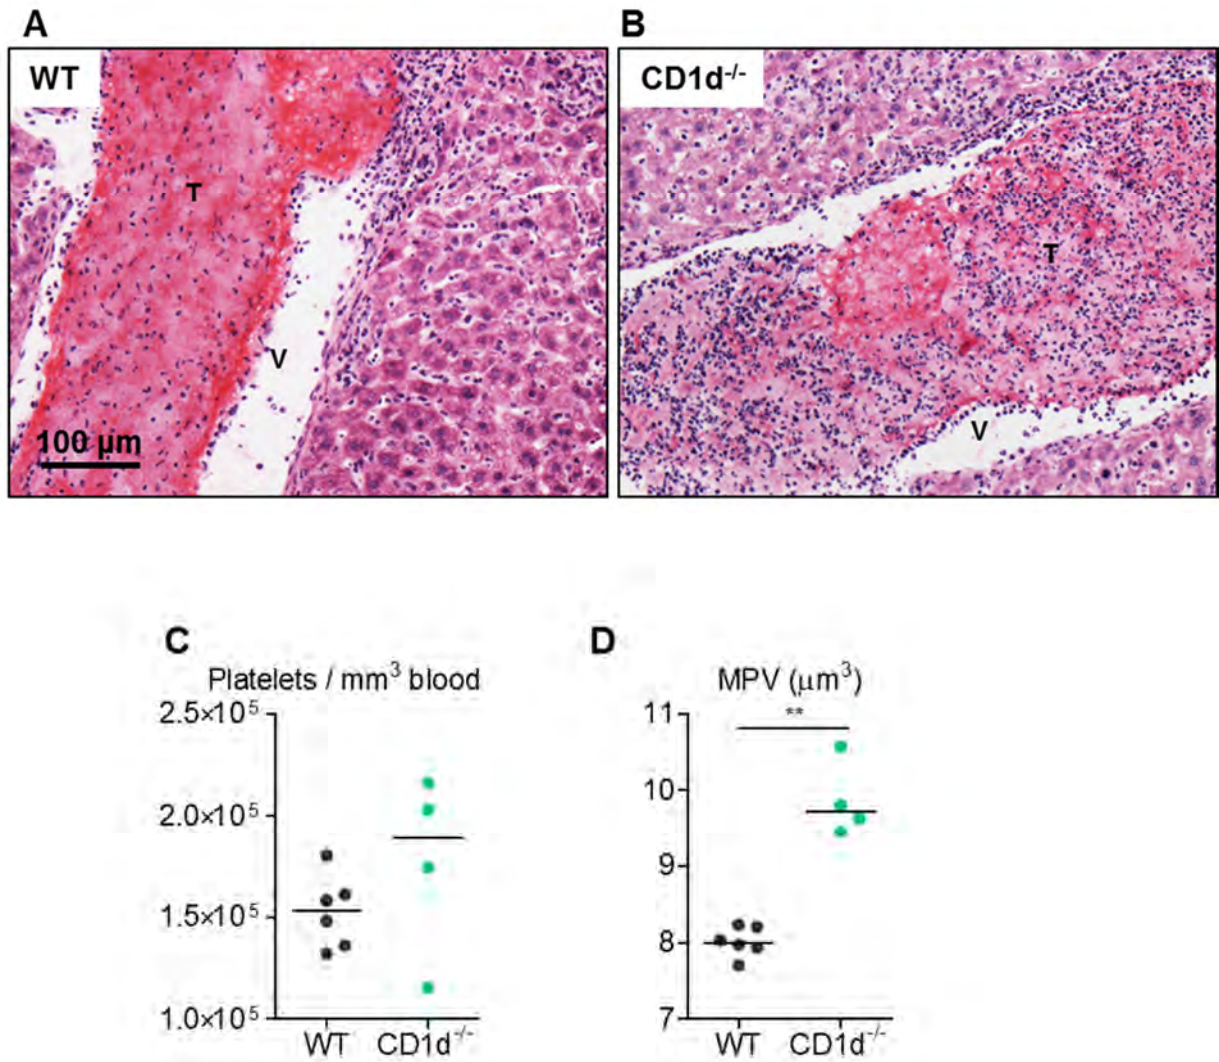 A
B
WT
CD1d-/-
T
T
V
V
100 µm
C
D
Platelets / mm3 blood
MPV (µm3)
2.5×105
2.0×105
1.5×105
1.0×105
WT
CD1d-/-
**
11
10
9
8
7
WT
CD1d-/-